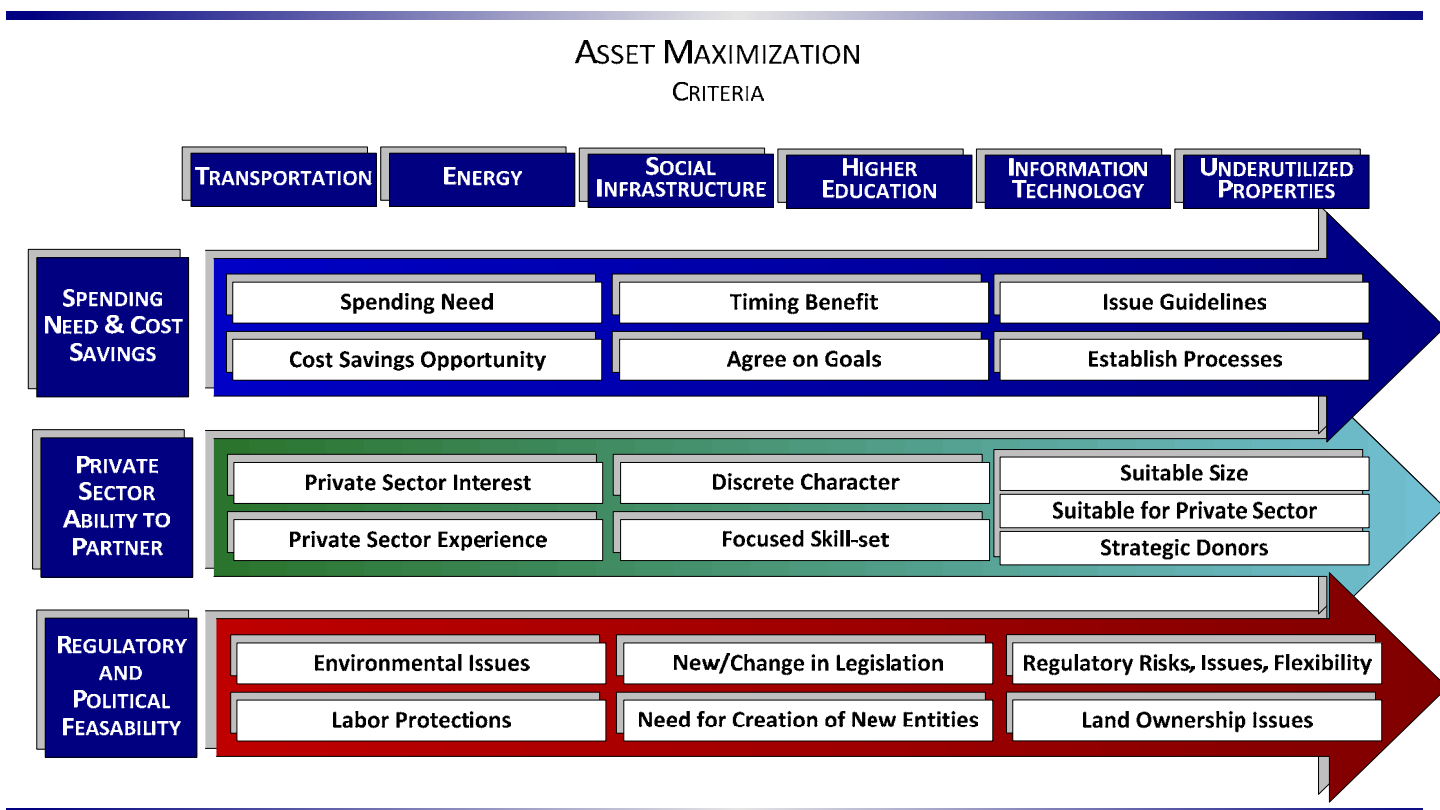 ASSET MAXIMIZATION
CRITERIA
TRANSPORTATION
ENERGY
SOCIAL
INFRASTRUCTURE
HIGHER
EDUCATION
INFORMATION
TECHNOLOGY
UNDERUTILIZED
PROPERTIES
SPENDING
NEED & COST
SAVINGS
Spending Need
Timing Benefit
Issue Guidelines
Cost Savings Opportunity
Agree on Goals
Establish Processes
PRIVATE
SECTOR
ABILITY TO
PARTNER
Private Sector Interest
Discrete Character
Suitable Size
Suitable for Private Sector
Private Sector Experience
Focused Skill-set
Strategic Donors
REGULATORY
AND
POLITICAL
FEASABILITY
Environmental Issues
New/Change in Legislation
Regulatory Risks, Issues, Flexibility
Labor Protections
Need for Creation of New Entities
Land Ownership Issues